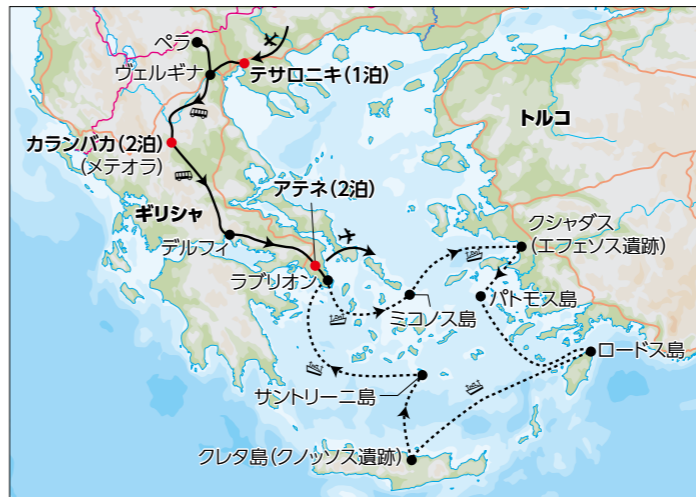 ペラ
ヴェルギナ
テサロニキ(1泊)
トルコ
カランバカ(2泊)
(メテオラ)
アテネ(2泊)
ギリシャ
クシャダス
(エフェソス遺跡)
デルフィ
ラブリオン
パトモス島
ミコノス島
ロードス島
サントリーニ島
クレタ島(クノッソス遺跡)